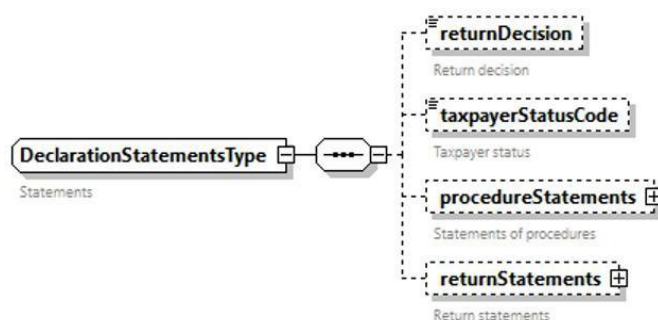 returnDecision
Return decision
taxpayerStatusCode
Taxpayer status
DeclarationStatementsType
Statements
procedureStatements
Statements of procedures
returnStatements
Return statements